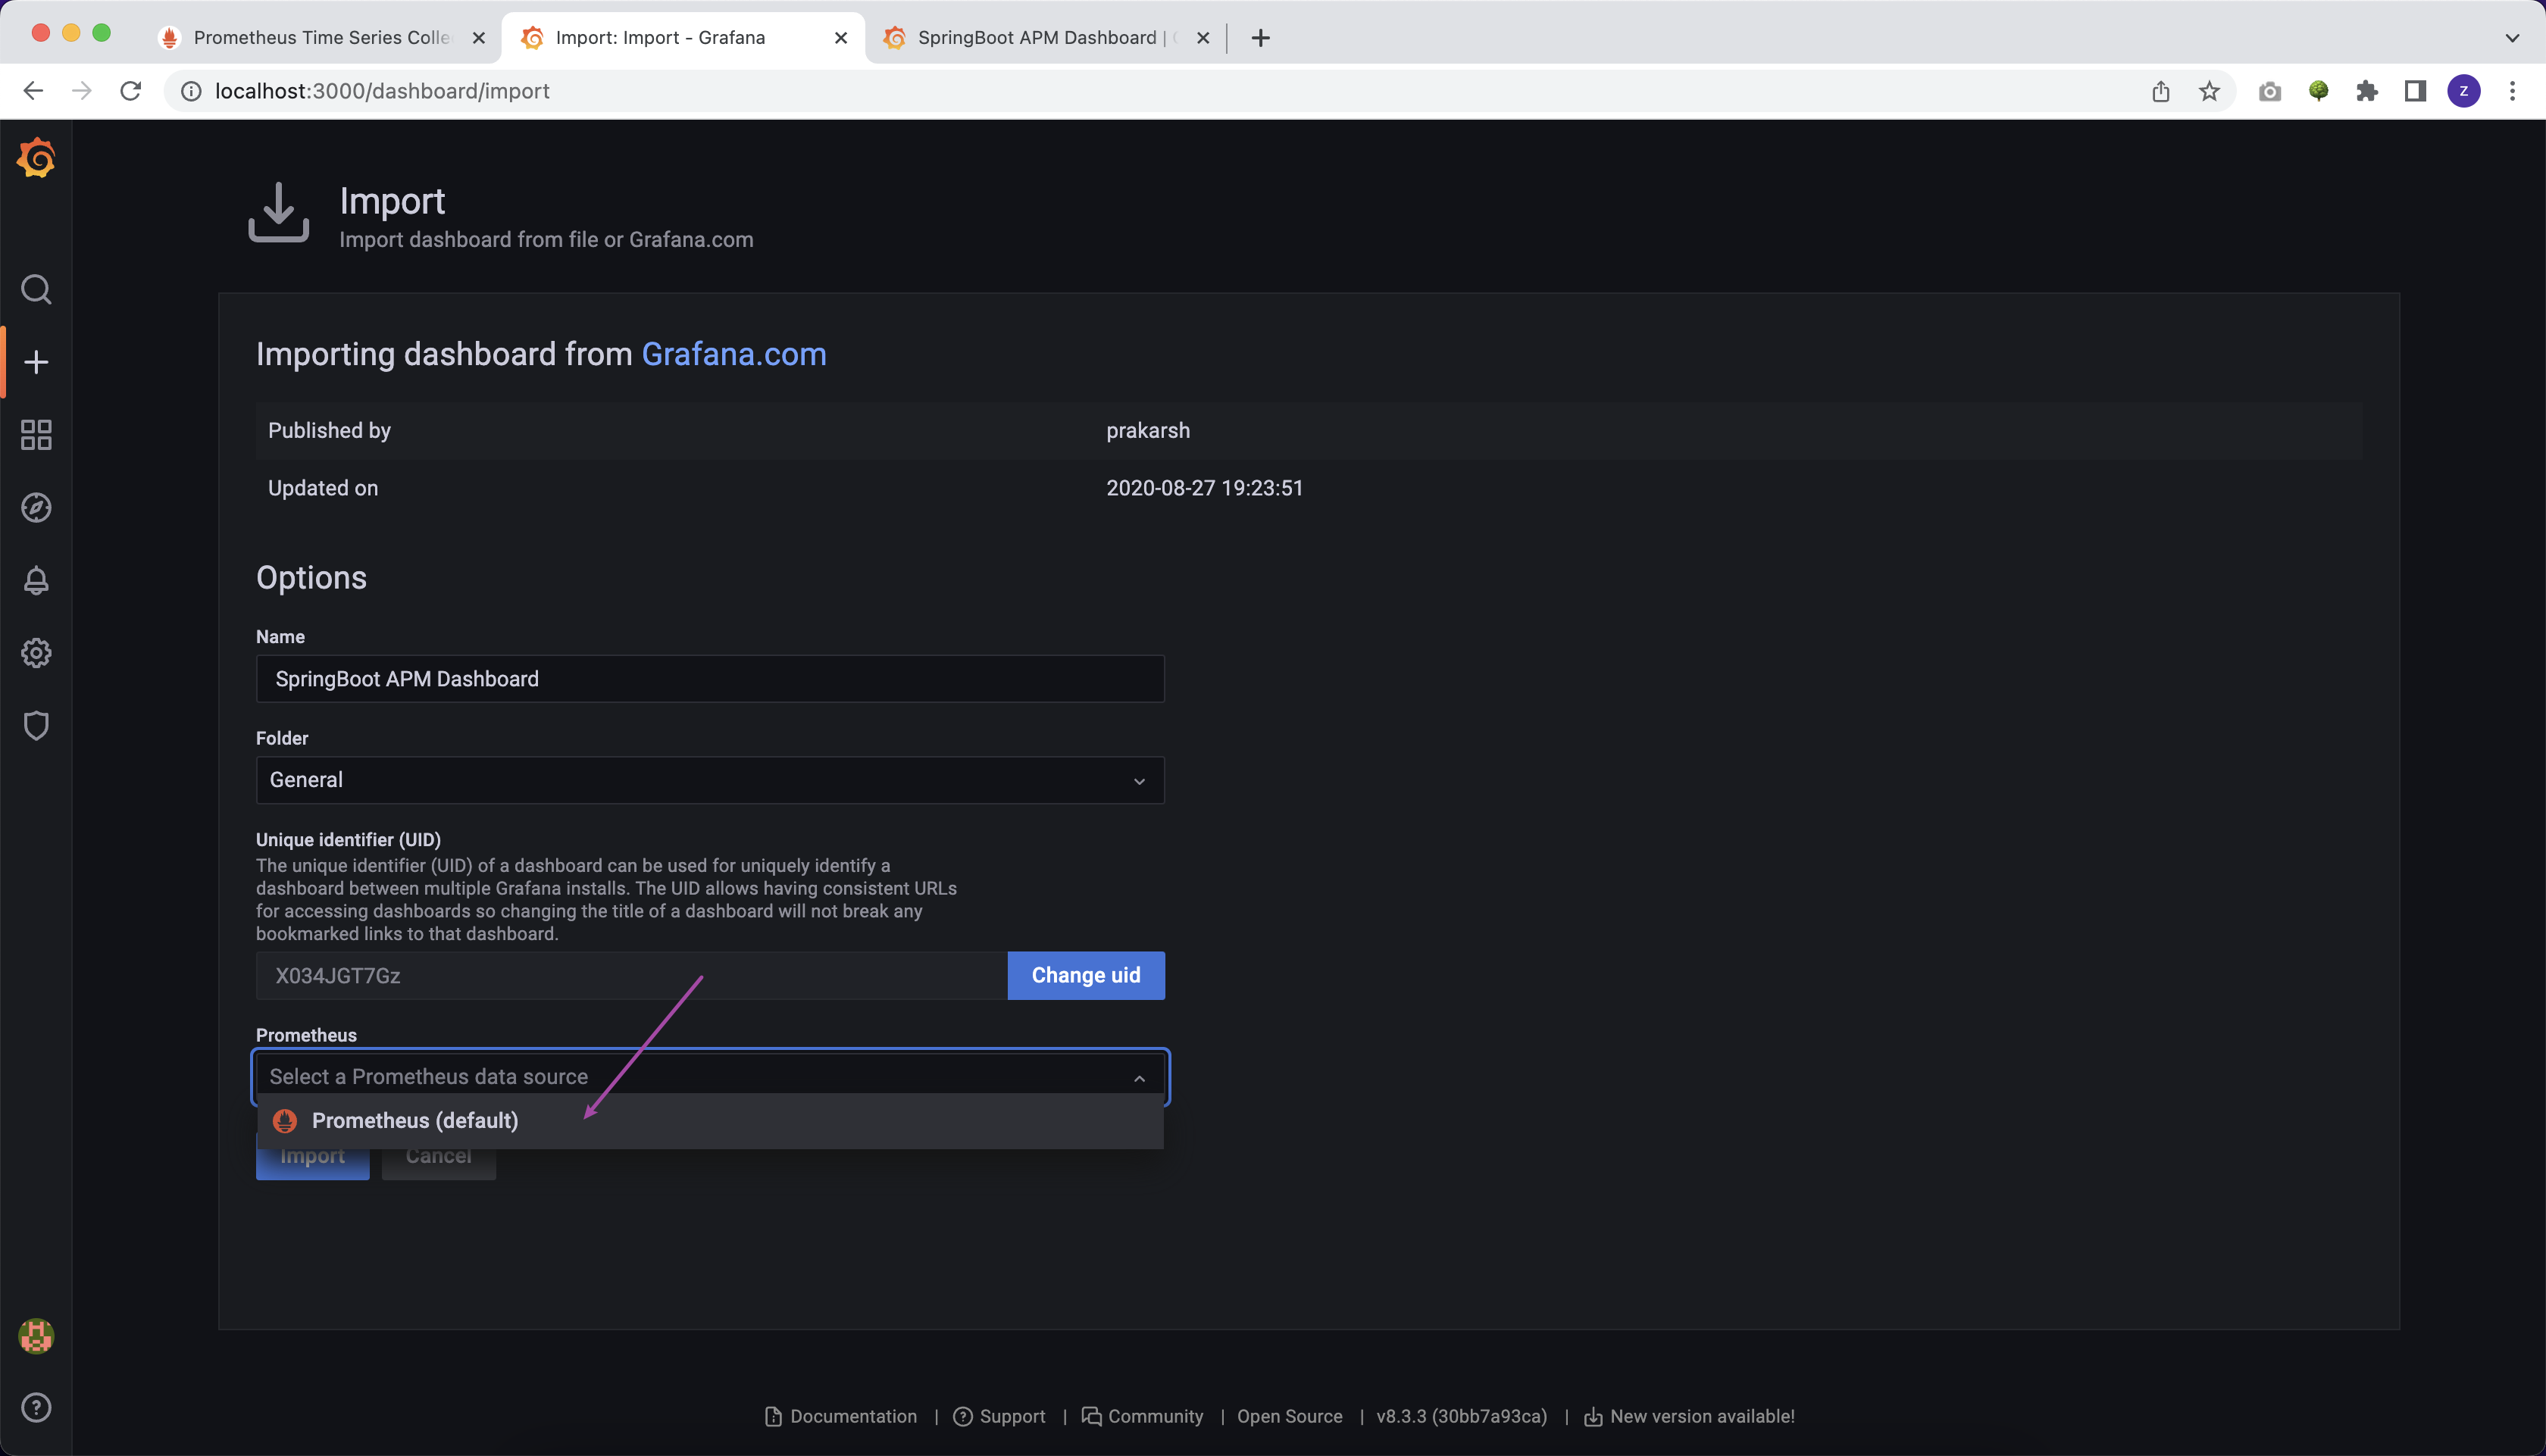 Prometheus Time Series Colle
Import: Import - Grafana
SpringBoot APM Dashboard |
localhost:3000/dashboard/import
z
Import
Import dashboard from file or Grafana.com
Importing dashboard from Grafana.com
Published by prakarsh
Updated on 2020-08-27 19:23:51
Options
Name
SpringBoot APM Dashboard
Folder
General
Unique identifier (UID)
The unique identifier (UID) of a dashboard can be used for uniquely identify a
dashboard between multiple Grafana installs. The UID allows having consistent URLs
for accessing dashboards so changing the title of a dashboard will not break any
bookmarked links to that dashboard.
X034JGT7Gz Change uid
Prometheus
Select a Prometheus data source
Prometheus (default)
Import Cancel
Documentation | Support | Community | Open Source | v8.3.3 (30bb7a93ca) | New version available!